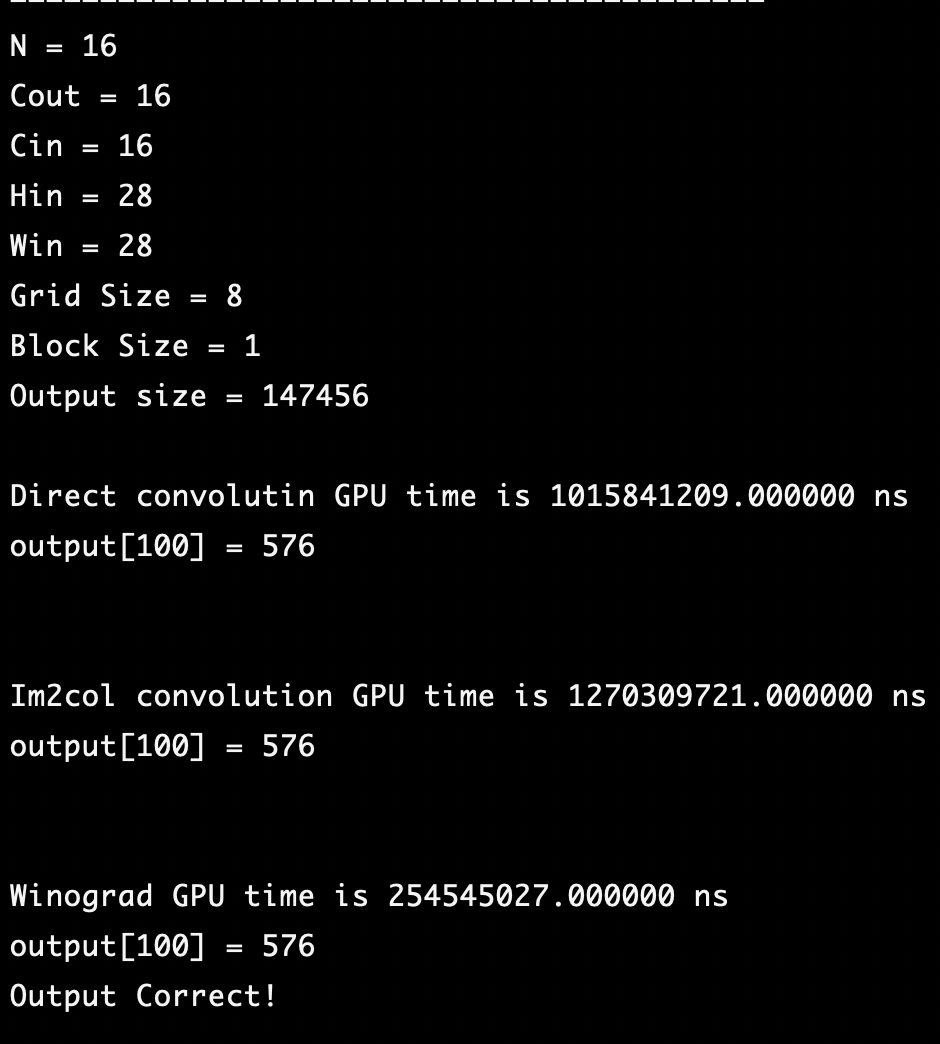 N = 16
Cout = 16
Cin = 16
Hin = 28
Win = 28
Grid Size = 8
Block Size = 1
Output size = 147456
Direct convolutin GPU time is 1015841209.000000 ns
output[100] = 576
Im2col convolution GPU time is 1270309721.000000 ns
output[100] = 576
Winograd GPU time is 254545027.000000 ns
output[100] = 576
Output Correct!